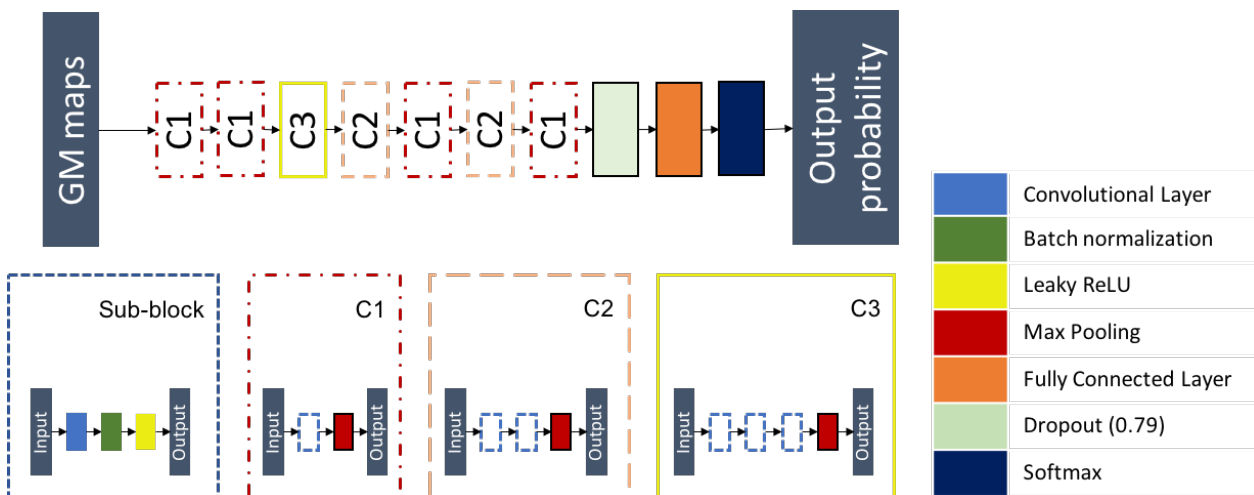 GM maps
C1
C1
C3
C2
C1
C2
C1
Output
probability
Convolutional Layer
Batch normalization
Leaky ReLU
Max Pooling
Fully Connected Layer
Dropout (0.79)
Softmax
Sub-block
Input
Output
C1
Input
Output
C2
Input
Output
C3
Input
Output